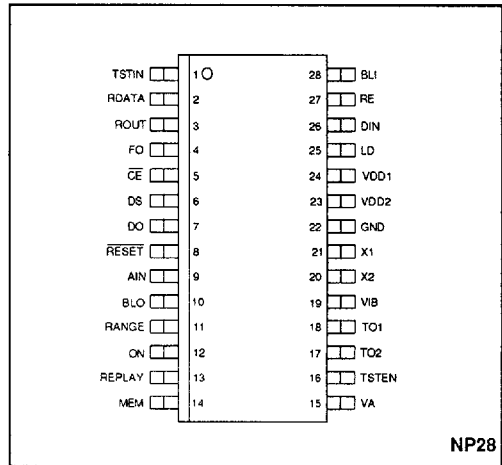 TSTIN 1 28 BLI
RDATA 2 27 RE
ROUT 3 26 DIN
FO 4 25 LD
CE 5 24 VDD1
DS 6 23 VDD2
DO 7 22 GND
RESET 8 21 X1
AIN 9 20 X2
BLO 10 19 VIB
RANGE 11 18 TO1
ON 12 17 TO2
REPLAY 13 16 TSTEN
MEM 14 15 VA
NP28